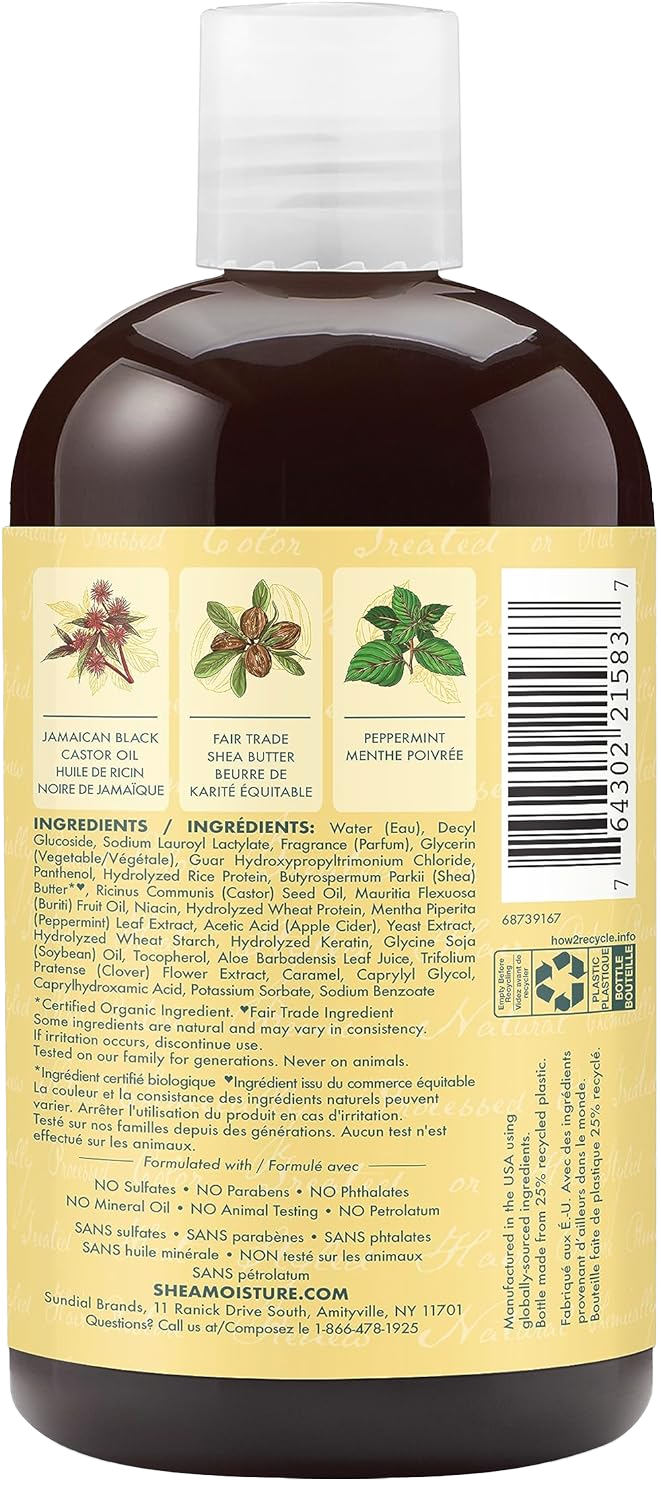 JAMAICAN BLACK
CASTOR OIL
HUILE DE RICIN
NOIRE DE JAMAÏQUE
FAIR TRADE
SHEA BUTTER
BEURRE DE
KARITÉ ÉQUITABLE
PEPPERMINT
MENTHE POIVRÉE
INGREDIENTS / INGRÉDIENTS: Water (Eau), Decyl
Glucoside, Sodium Lauroyl Lactylate, Fragrance (Parfum), Glycerin
(Vegetable/Végétale), Guar Hydroxypropyltrimonium Chloride,
Panthenol, Hydrolyzed Rice Protein, Butyrospermum Parkii (Shea)
Butter*♥, Ricinus Communis (Castor) Seed Oil, Mauritia Flexuosa
(Buriti) Fruit Oil, Niacin, Hydrolyzed Wheat Protein, Mentha Piperita
(Peppermint) Leaf Extract, Acetic Acid (Apple Cider), Yeast Extract,
Hydrolyzed Wheat Starch, Hydrolyzed Keratin, Glycine Soja
(Soybean) Oil, Tocopherol, Aloe Barbadensis Leaf Juice, Trifolium
Pratense (Clover) Flower Extract, Caramel, Caprylyl Glycol,
Caprylhydroxamic Acid, Potassium Sorbate, Sodium Benzoate
*Certified Organic Ingredient. ♥Fair Trade Ingredient
Some ingredients are natural and may vary in consistency.
If irritation occurs, discontinue use.
Tested on our family for generations. Never on animals.
*Ingrédient certifié biologique ♥Ingrédient issu du commerce équitable
La couleur et la consistance des ingrédients naturels peuvent
varier. Arrêter l'utilisation du produit en cas d'irritation.
Testé sur nos familles depuis des générations. Aucun test n'est
effectué sur les animaux.
Formulated with / Formulé avec
NO Sulfates • NO Parabens • NO Phthalates
NO Mineral Oil • NO Animal Testing • NO Petrolatum
SANS sulfates • SANS parabènes • SANS phtalates
SANS huile minérale • NON testé sur les animaux
SANS pétrolatum
SHEAMOISTURE.COM
Sundial Brands, 11 Ranick Drive South, Amityville, NY 11701
Questions? Call us at/Composez le 1-866-478-1925
7 64302 21583 7
68739167
how2recycle.info
Empty Before
Recycling
Videz avant de
recycler
PLASTIC
PLASTIQUE
BOTTLE
BOUTEILLE
Manufactured in the USA using
globally-sourced ingredients.
Bottle made from 25% recycled plastic.
Fabriqué aux É.-U. Avec des ingrédients
provenant d'ailleurs dans le monde.
Bouteille faite de plastique 25% recyclé.